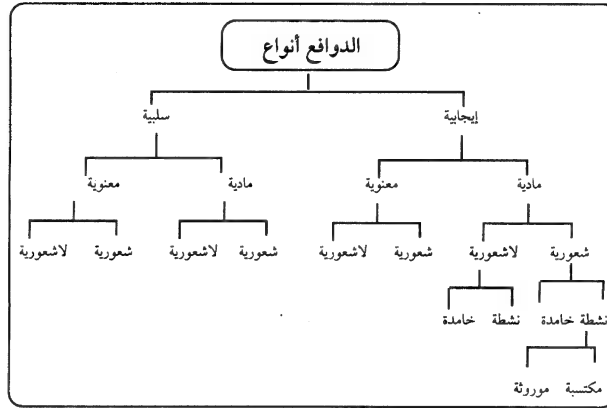 الدوافع أنواع
إيجابية سلبية
مادية معنوية مادية معنوية
شعورية لاشعورية شعورية لاشعورية شعورية لاشعورية شعورية لاشعورية
نشطة خامدة نشطة خامدة
مكتسبة موروثة